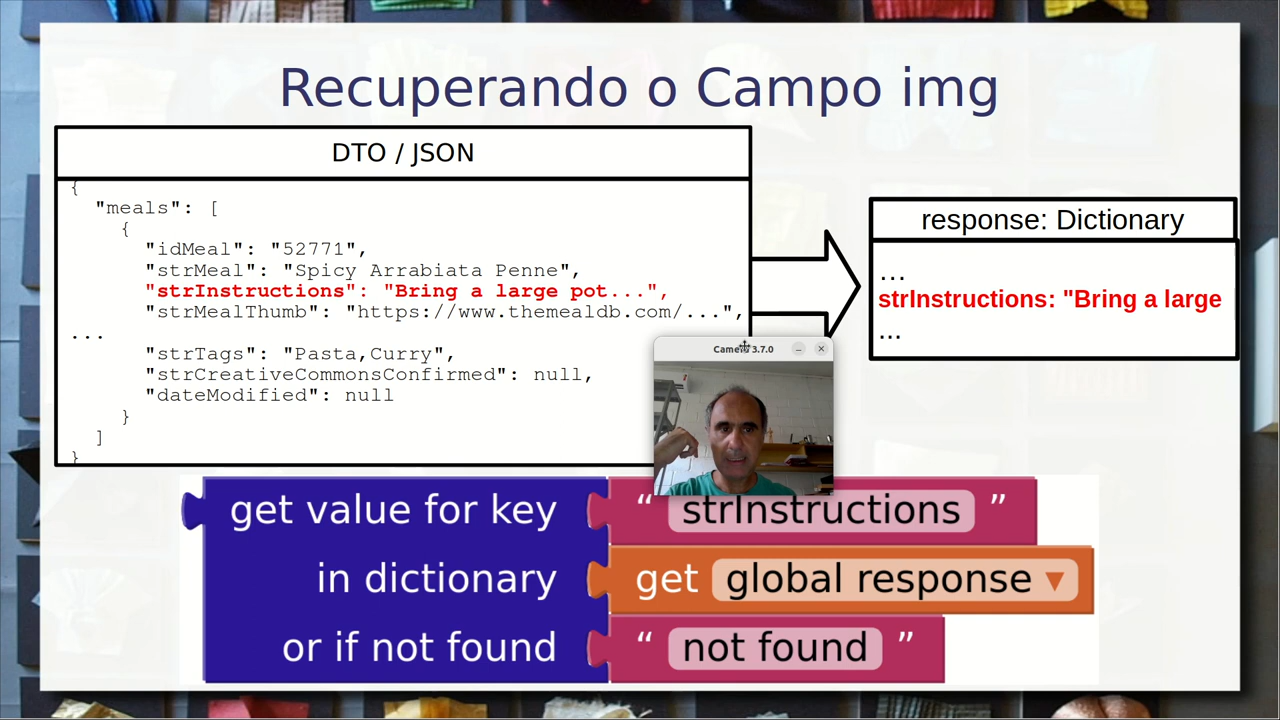 Recuperando o Campo img
DTO / JSON
{
"meals": [
{
"idMeal": "52771",
"strMeal": "Spicy Arrabiata Penne",
"strInstructions": "Bring a large pot...",
"strMealThumb": "https://www.themealdb.com/...",
...
"strTags": "Pasta,Curry",
"strCreativeCommonsConfirmed": null,
"dateModified": null
}
]
}
response: Dictionary
...
strInstructions: "Bring a large
...
Camera 3.7.0
get value for key
" strInstructions "
in dictionary
get global response
or if not found
" not found "